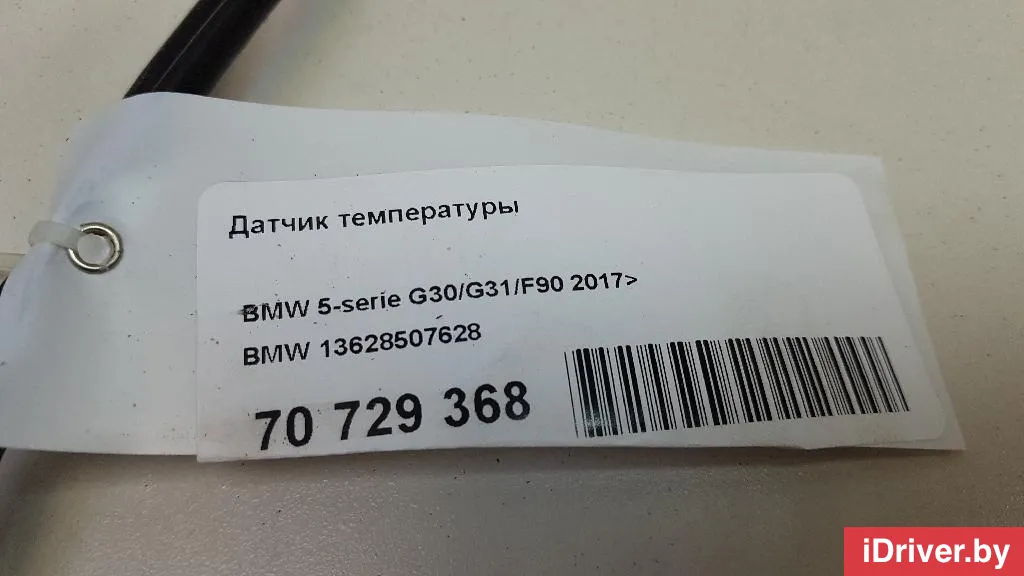 Датчик температуры
BMW 5-serie G30/G31/F90 2017>
BMW 13628507628
70 729 368
iDriver.by